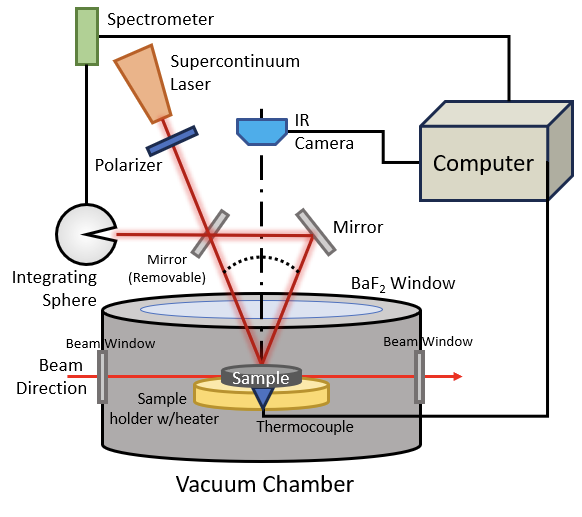 Spectrometer
Supercontinuum
Laser
IR
Camera
Polarizer
Computer
Mirror
Mirror
(Removable)
Integrating
Sphere
BaF₂ Window
Beam Window
Beam Window
Beam
Direction
Sample
Sample
holder w/heater
Thermocouple
Vacuum Chamber